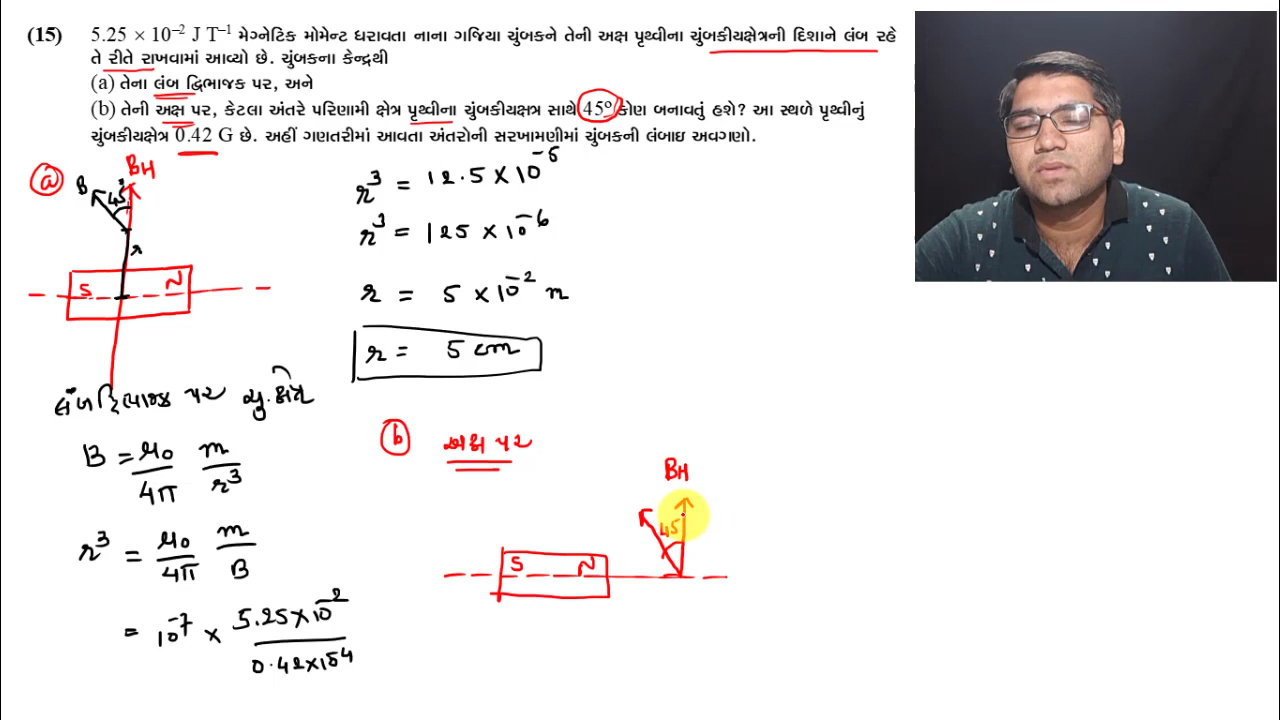 (15) 5.25 × 10⁻² J T⁻¹ મેગ્નેટિક મોમેન્ટ ધરાવતા નાના ગજિયા ચુંબકને તેની અક્ષ પૃથ્વીના ચુંબકીયક્ષેત્રની દિશાને લંબ રહે
તે રીતે રાખવામાં આવ્યો છે. ચુંબકના કેન્દ્રથી
(a) તેના લંબ દ્વિભાજક પર, અને
(b) તેની અક્ષ પર, કેટલા અંતરે પરિણામી ક્ષેત્ર પૃથ્વીના ચુંબકીયક્ષેત્ર સાથે 45° કોણ બનાવતું હશે? આ સ્થળે પૃથ્વીનું
ચુંબકીયક્ષેત્ર 0.42 G છે. અહીં ગણતરીમાં આવતા અંતરોની સરખામણીમાં ચુંબકની લંબાઇ અવગણો.
(a)
BH
B 45°
r
S N
લંબદ્વિભાજક પર ચુ.ક્ષેત્ર
B = μ₀/4π m/r³
r³ = μ₀/4π m/B
= 10⁻⁷ × 5.25×10⁻² / 0.42×10⁻⁴
r³ = 12.5 × 10⁻⁵
r³ = 125 × 10⁻⁶
r = 5 × 10⁻² m
r = 5 cm
(b) અક્ષ પર
BH
45
S N